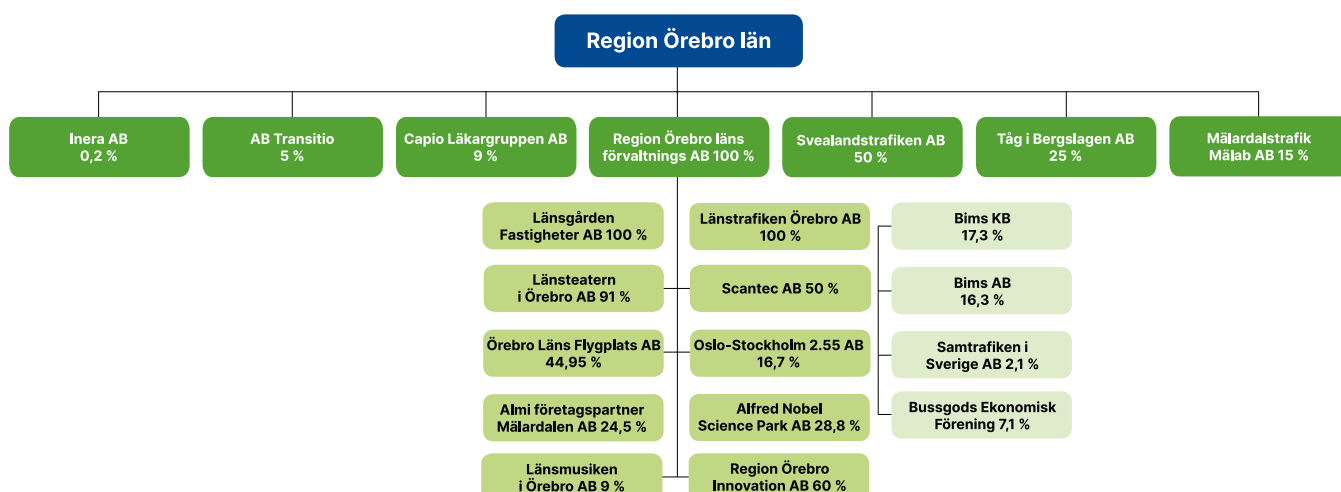 Region Örebro län
Inera AB
0,2 %
AB Transitio
5 %
Capio Läkargruppen AB
9 %
Region Örebro läns
förvaltnings AB 100 %
Svealandstrafiken AB
50 %
Tåg i Bergslagen AB
25 %
Mälardalstrafik
Mälab AB 15 %
Länsgården
Fastigheter AB 100 %
Länstrafiken Örebro AB
100 %
Bims KB
17,3 %
Länsteatern
i Örebro AB 91 %
Scantec AB 50 %
Bims AB
16,3 %
Örebro Läns Flygplats AB
44,95 %
Oslo-Stockholm 2.55 AB
16,7 %
Samtrafiken i
Sverige AB 2,1 %
Almi företagspartner
Mälardalen AB 24,5 %
Alfred Nobel
Science Park AB 28,8 %
Bussgods Ekonomisk
Förening 7,1 %
Länsmusiken
i Örebro AB 9 %
Region Örebro
Innovation AB 60 %